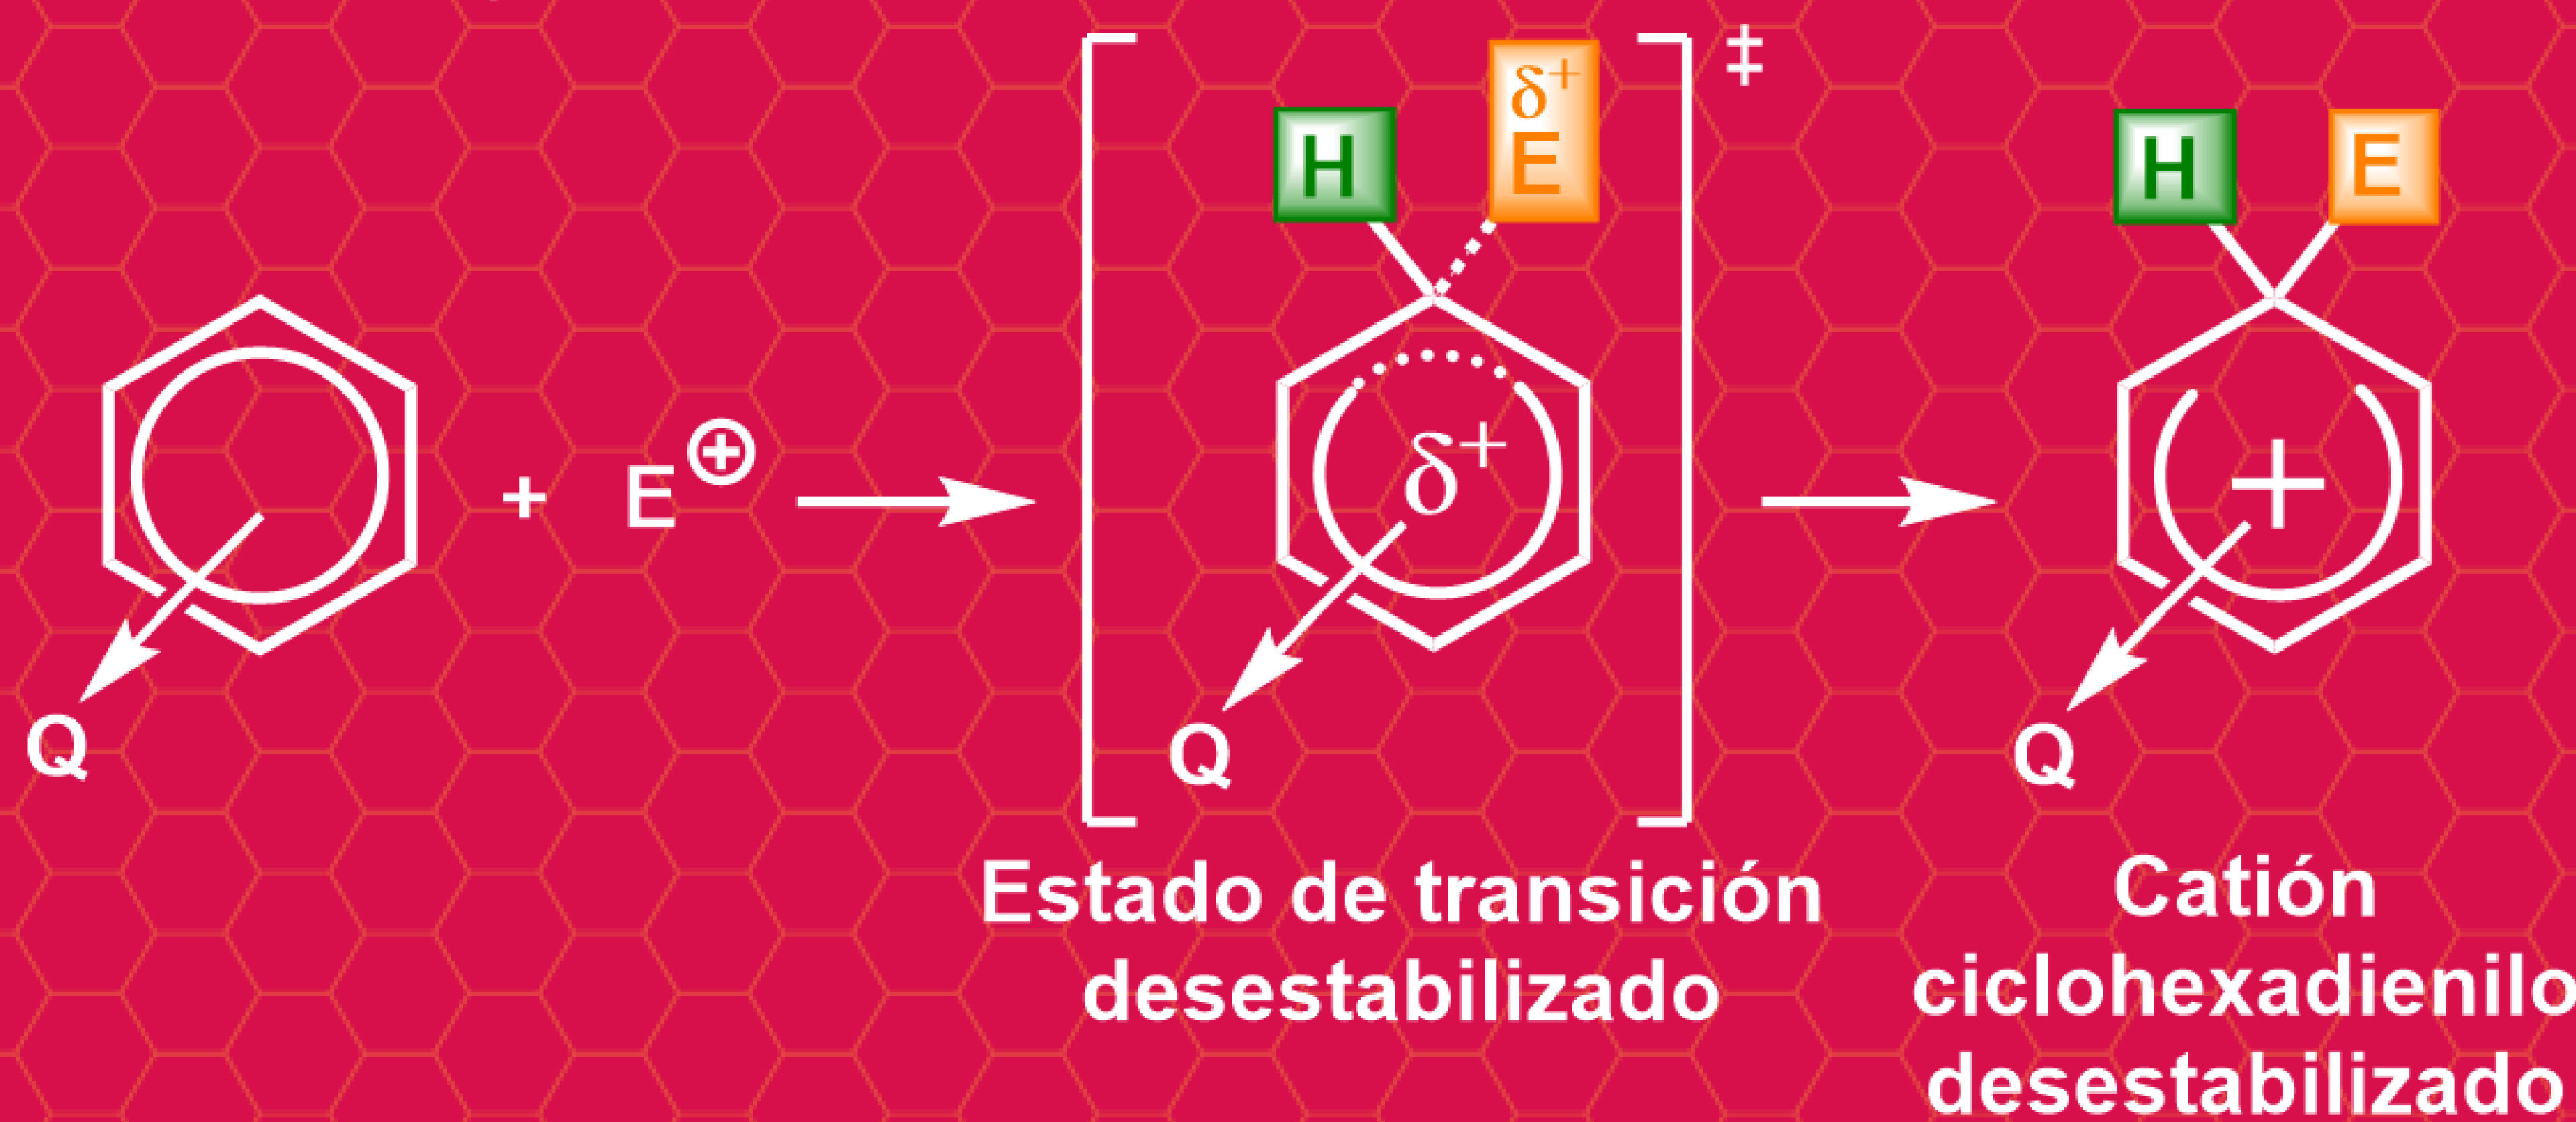 δ+
‡
H
E
H
E
+
E
⊕
δ+
+
Q
Q
Q
Estado de transición
desestabilizado
Catión
ciclohexadienilo
desestabilizado